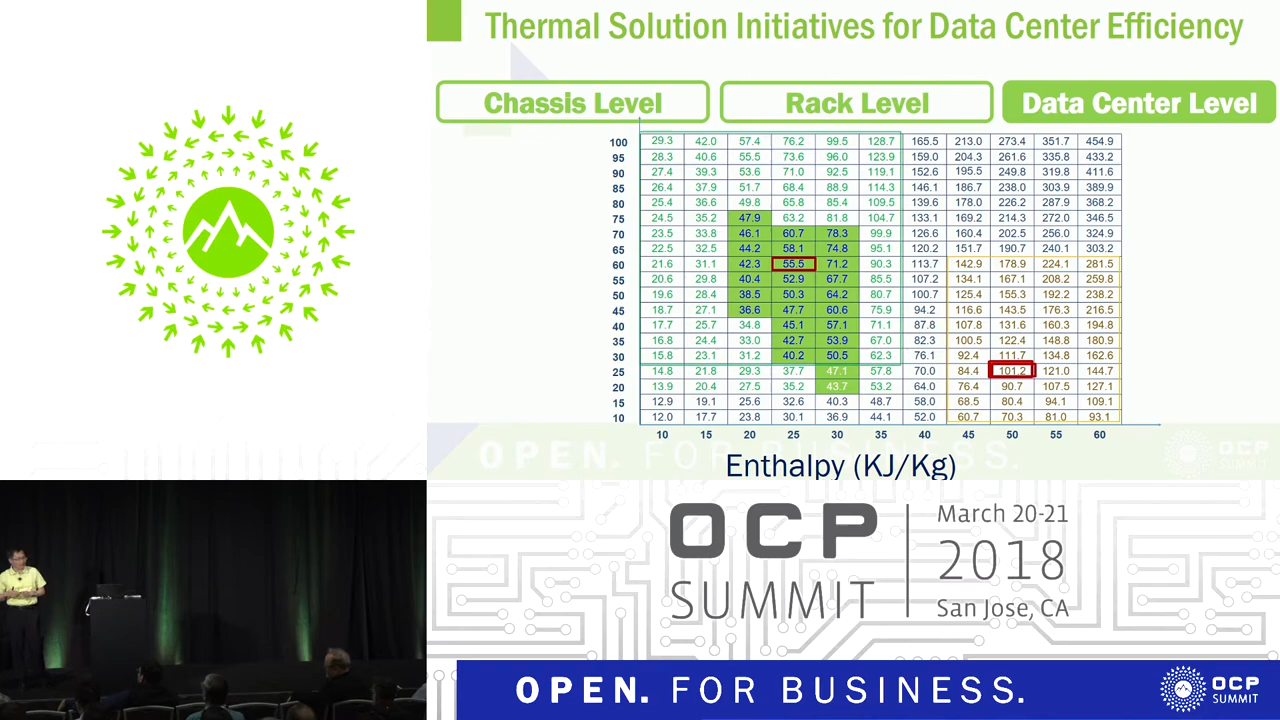 Thermal Solution Initiatives for Data Center Efficiency
Chassis Level Rack Level Data Center Level
100 29.3 42.0 57.4 76.2 99.5 128.7 165.5 213.0 273.4 351.7 454.9
95 28.3 40.6 55.5 73.6 96.0 123.9 159.0 204.3 261.6 335.8 433.2
90 27.4 39.3 53.6 71.0 92.5 119.1 152.6 195.5 249.8 319.8 411.6
85 26.4 37.9 51.7 68.4 88.9 114.3 146.1 186.7 238.0 303.9 389.9
80 25.4 36.6 49.8 65.8 85.4 109.5 139.6 178.0 226.2 287.9 368.2
75 24.5 35.2 47.9 63.2 81.8 104.7 133.1 169.2 214.3 272.0 346.5
70 23.5 33.8 46.1 60.7 78.3 99.9 126.6 160.4 202.5 256.0 324.9
65 22.5 32.5 44.2 58.1 74.8 95.1 120.2 151.7 190.7 240.1 303.2
60 21.6 31.1 42.3 55.5 71.2 90.3 113.7 142.9 178.9 224.1 281.5
55 20.6 29.8 40.4 52.9 67.7 85.5 107.2 134.1 167.1 208.2 259.8
50 19.6 28.4 38.5 50.3 64.2 80.7 100.7 125.4 155.3 192.2 238.2
45 18.7 27.1 36.6 47.7 60.6 75.9 94.2 116.6 143.5 176.3 216.5
40 17.7 25.7 34.8 45.1 57.1 71.1 87.8 107.8 131.6 160.3 194.8
35 16.8 24.4 33.0 42.7 53.9 67.0 82.3 100.5 122.4 148.8 180.9
30 15.8 23.1 31.2 40.2 50.5 62.3 76.1 92.4 111.7 134.8 162.6
25 14.8 21.8 29.3 37.7 47.1 57.8 70.0 84.4 101.2 121.0 144.7
20 13.9 20.4 27.5 35.2 43.7 53.2 64.0 76.4 90.7 107.5 127.1
15 12.9 19.1 25.6 32.6 40.3 48.7 58.0 68.5 80.4 94.1 109.1
10 12.0 17.7 23.8 30.1 36.9 44.1 52.0 60.7 70.3 81.0 93.1
10 15 20 25 30 35 40 45 50 55 60
OPEN. FOR BUSINESS.
OCP
SUMMIT
Enthalpy (KJ/Kg)
OCP
SUMMIT
March 20-21
2018
San Jose, CA
OPEN. FOR BUSINESS.
OCP
SUMMIT